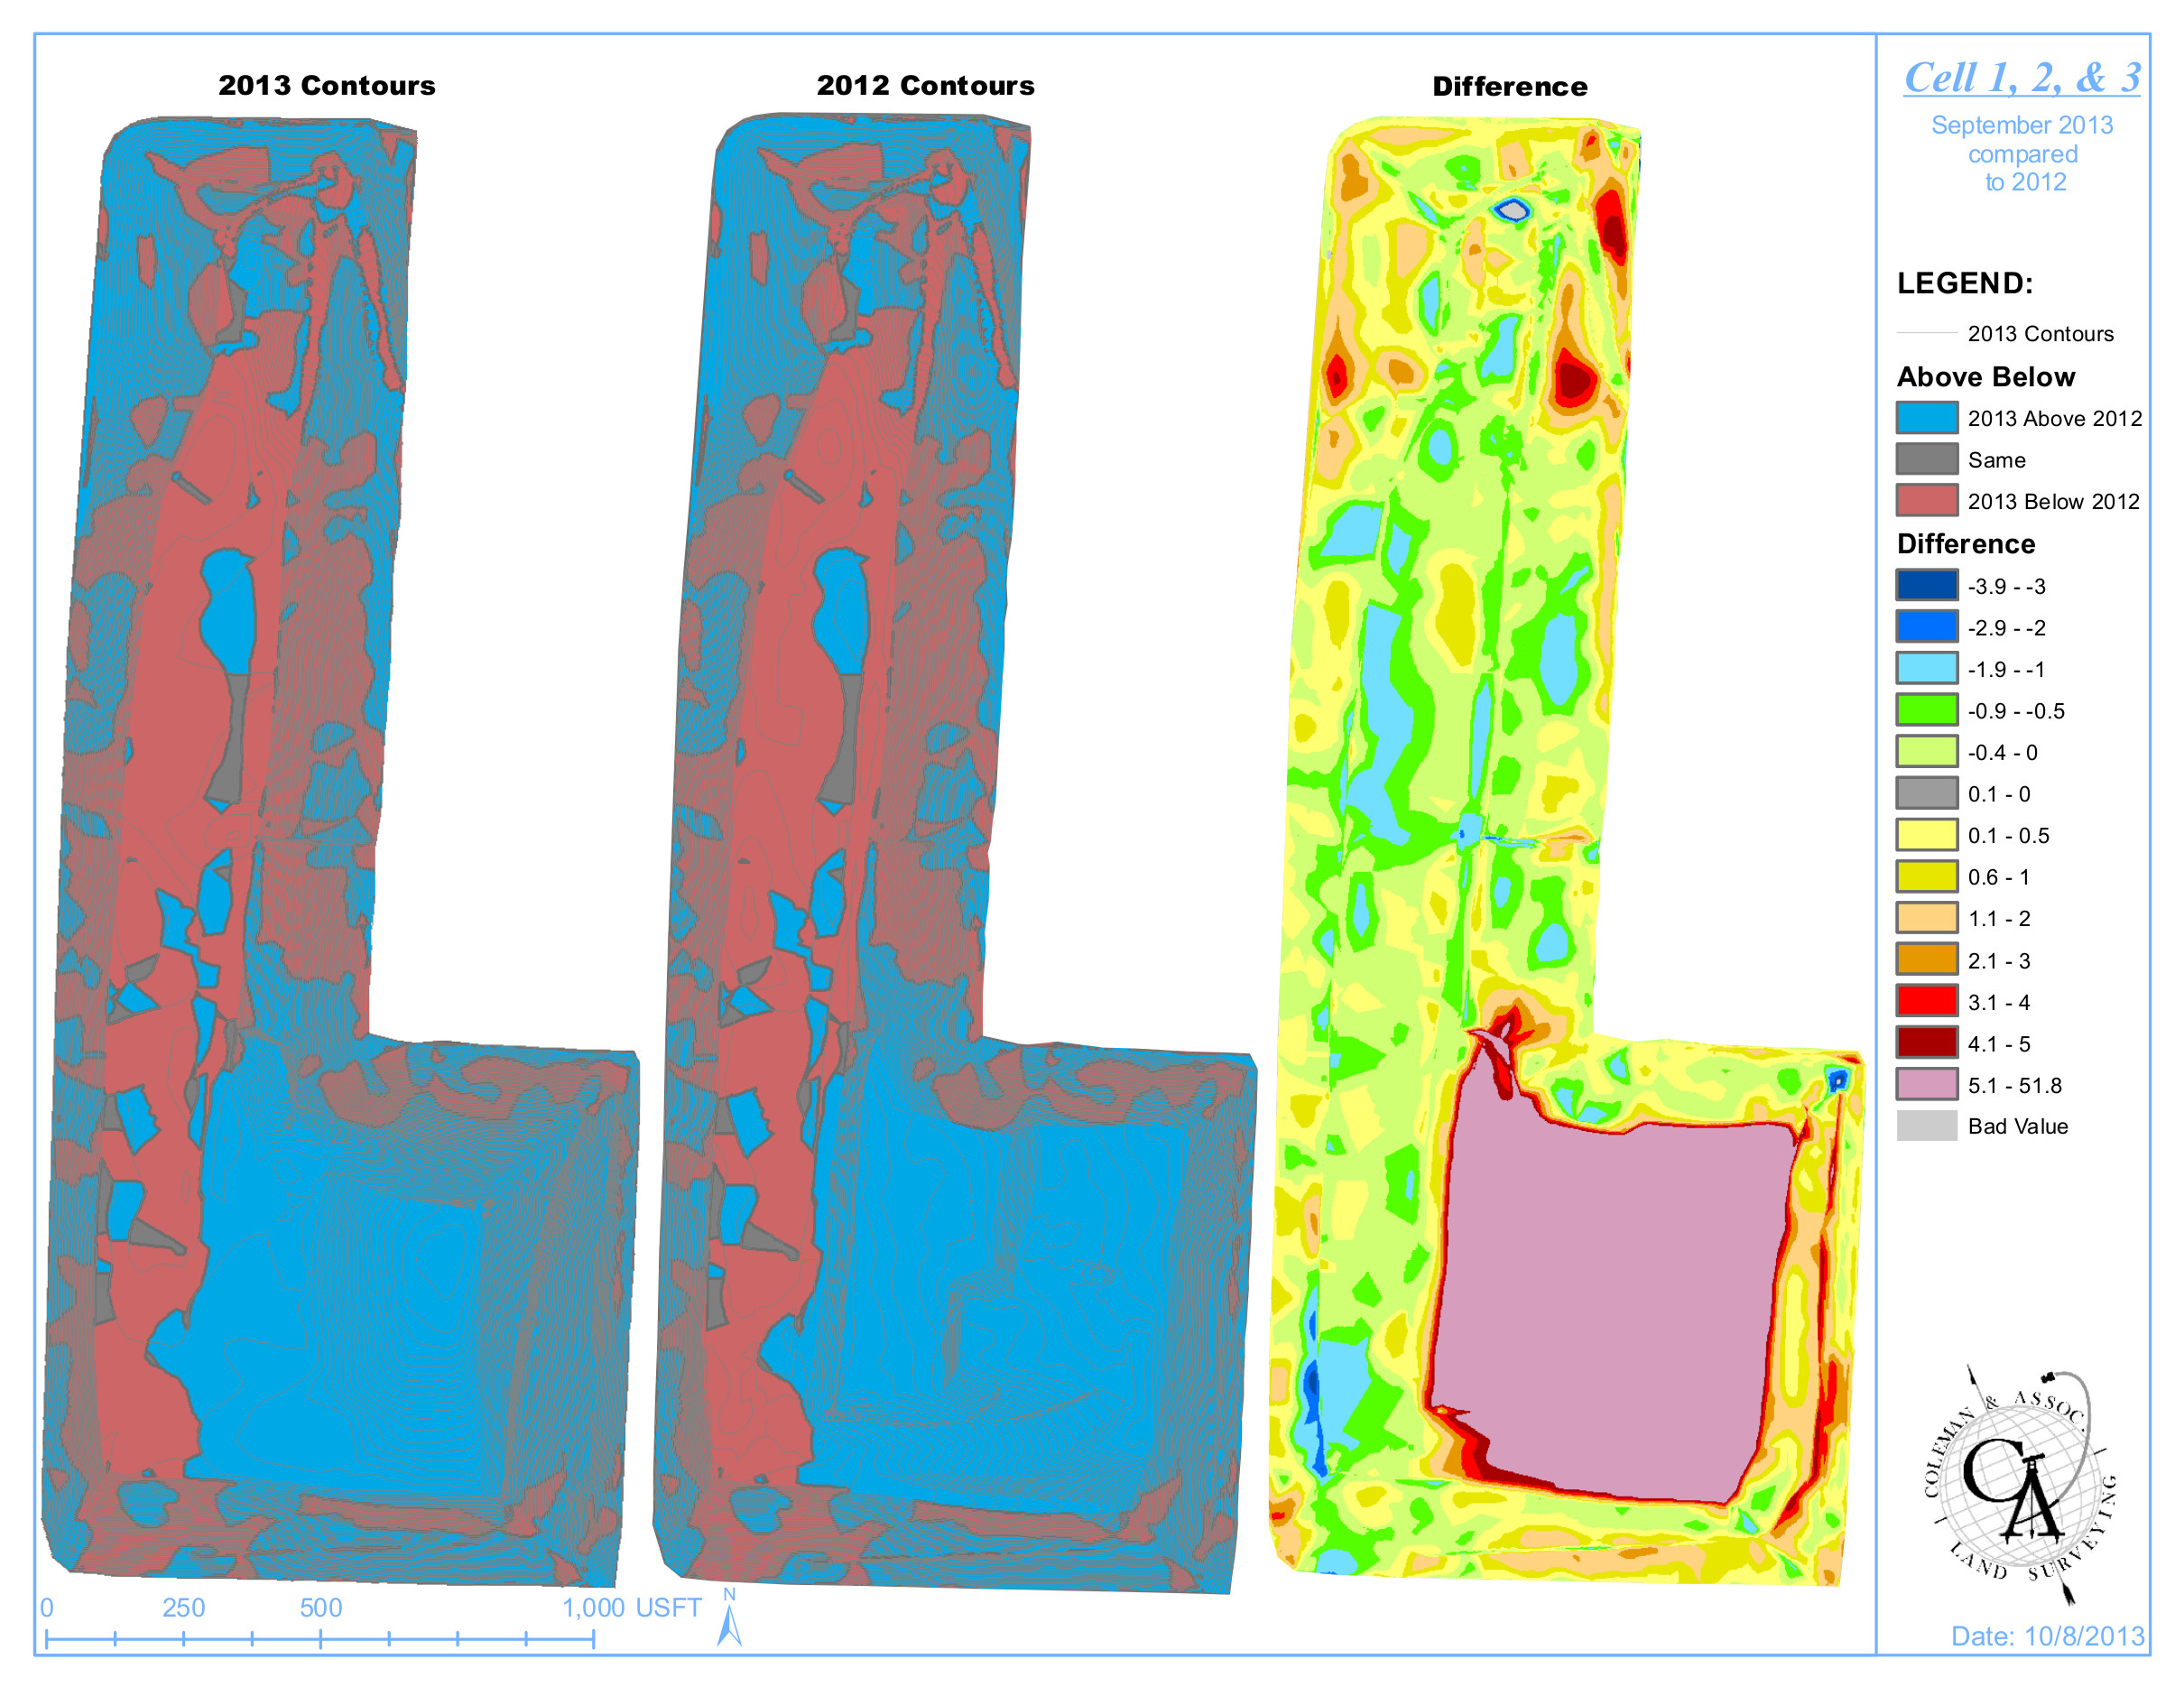 2013 Contours
2012 Contours
Difference
Cell 1, 2, & 3
September 2013
compared
to 2012
LEGEND:
2013 Contours
Above Below
2013 Above 2012
Same
2013 Below 2012
Difference
-3.9 - -3
-2.9 - -2
-1.9 - -1
-0.9 - -0.5
-0.4 - 0
0.1 - 0
0.1 - 0.5
0.6 - 1
1.1 - 2
2.1 - 3
3.1 - 4
4.1 - 5
5.1 - 51.8
Bad Value
COLEMAN & ASSOC.
CA
LAND SURVEYING
0 250 500 1,000 USFT
N
Date: 10/8/2013